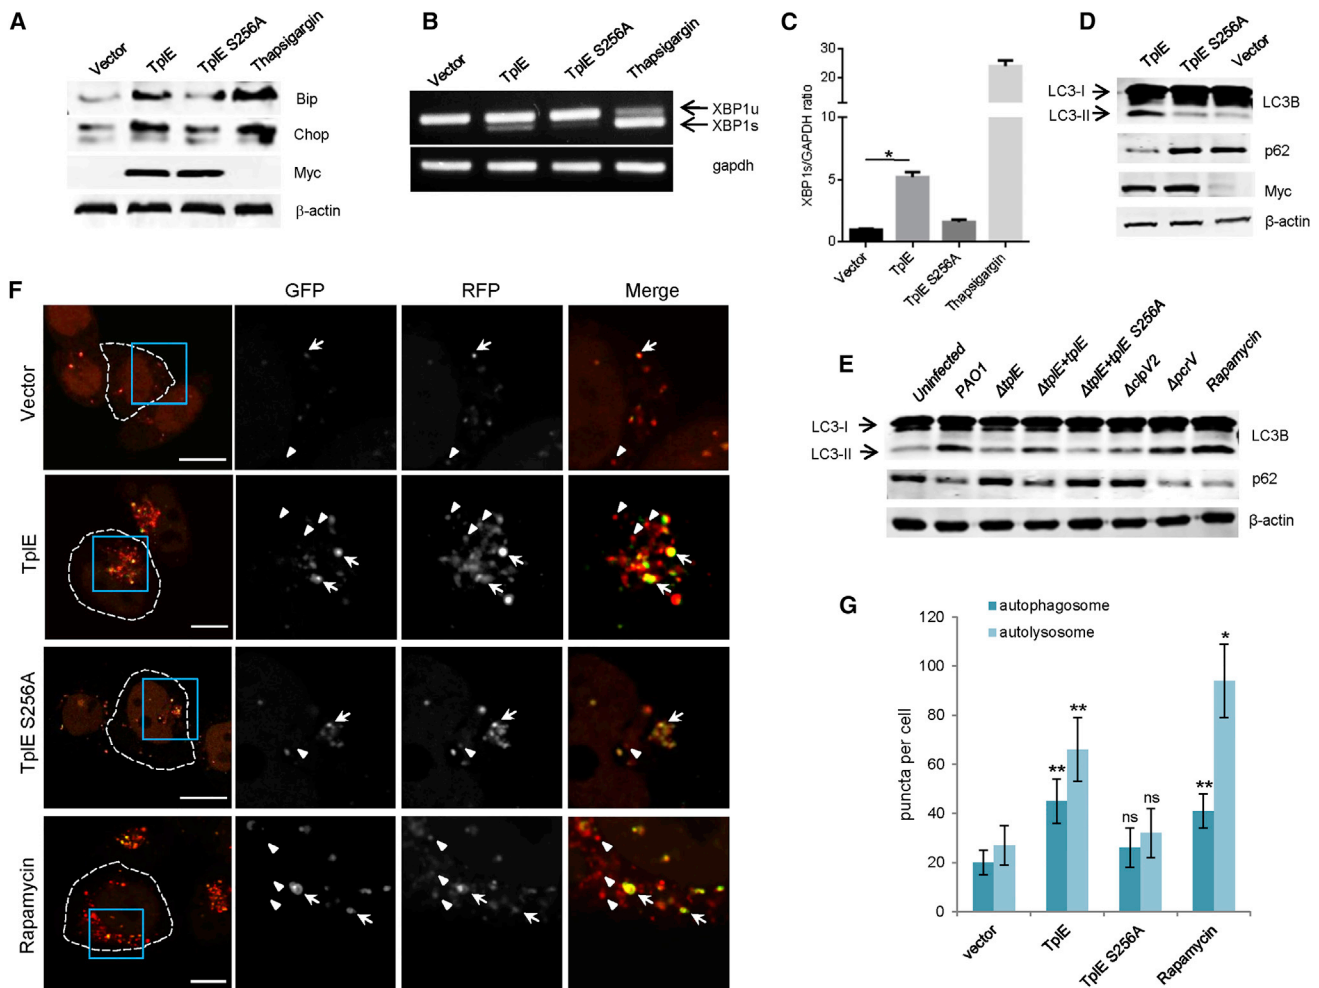 A
Vector
TplE
TplE S256A
Thapsigargin
Bip
Chop
Myc
β-actin
B
Vector
TplE
TplE S256A
Thapsigargin
XBP1u
XBP1s
gapdh
C
XBP1s/GAPDH ratio
30
20
10
5
0
*
Vector
TplE
TplE S256A
Thapsigargin
D
TplE
TplE S256A
Vector
LC3-I
LC3-II
LC3B
p62
Myc
β-actin
E
Uninfected
PAO1
ΔtplE
ΔtplE+tplE
ΔtplE+tplE S256A
ΔclpV2
ΔpcrV
Rapamycin
LC3-I
LC3-II
LC3B
p62
β-actin
F
GFP
RFP
Merge
Vector
TplE
TplE S256A
Rapamycin
G
autophagosome
autolysosome
puncta per cell
120
100
80
60
40
20
0
**
**
ns
ns
**
*
vector
TplE
TplE S256A
Rapamycin